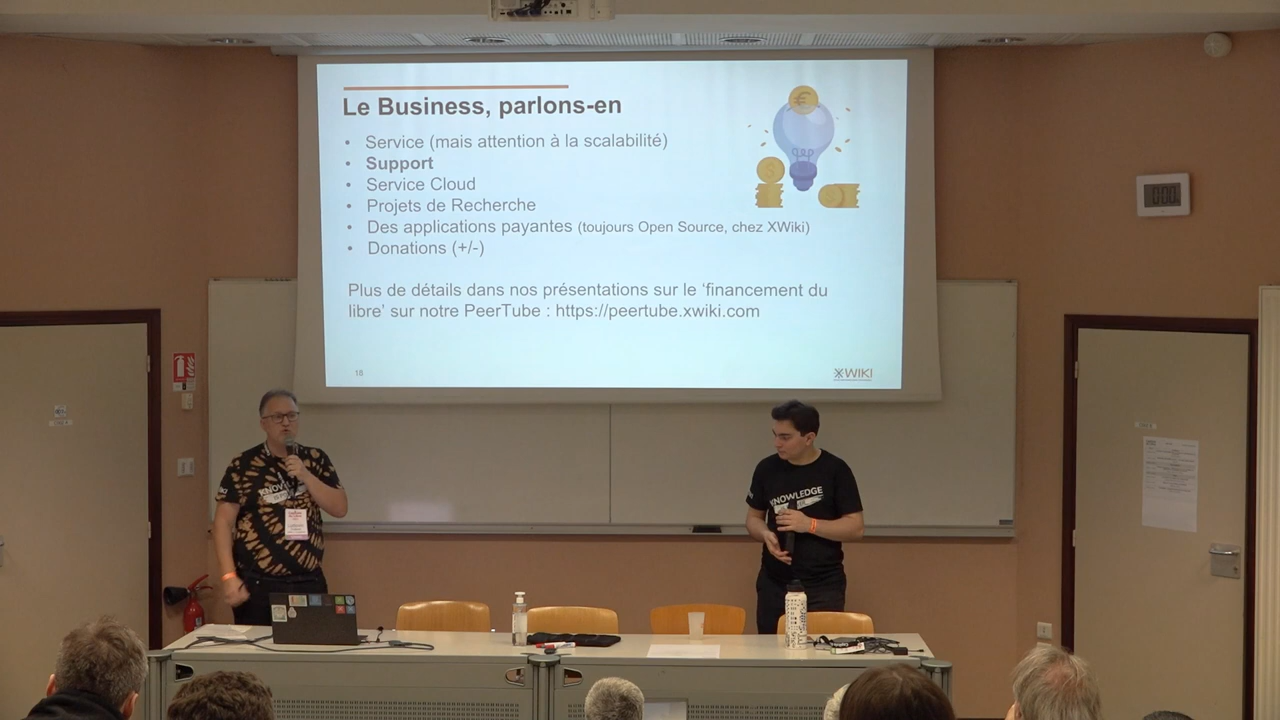 Le Business, parlons-en
• Service (mais attention à la scalabilité)
• Support
• Service Cloud
• Projets de Recherche
• Des applications payantes (toujours Open Source, chez XWiki)
• Donations (+/-)
Plus de détails dans nos présentations sur le ‘financement du
libre’ sur notre PeerTube : https://peertube.xwiki.com
18
XWIKI
KNOWLEDGE